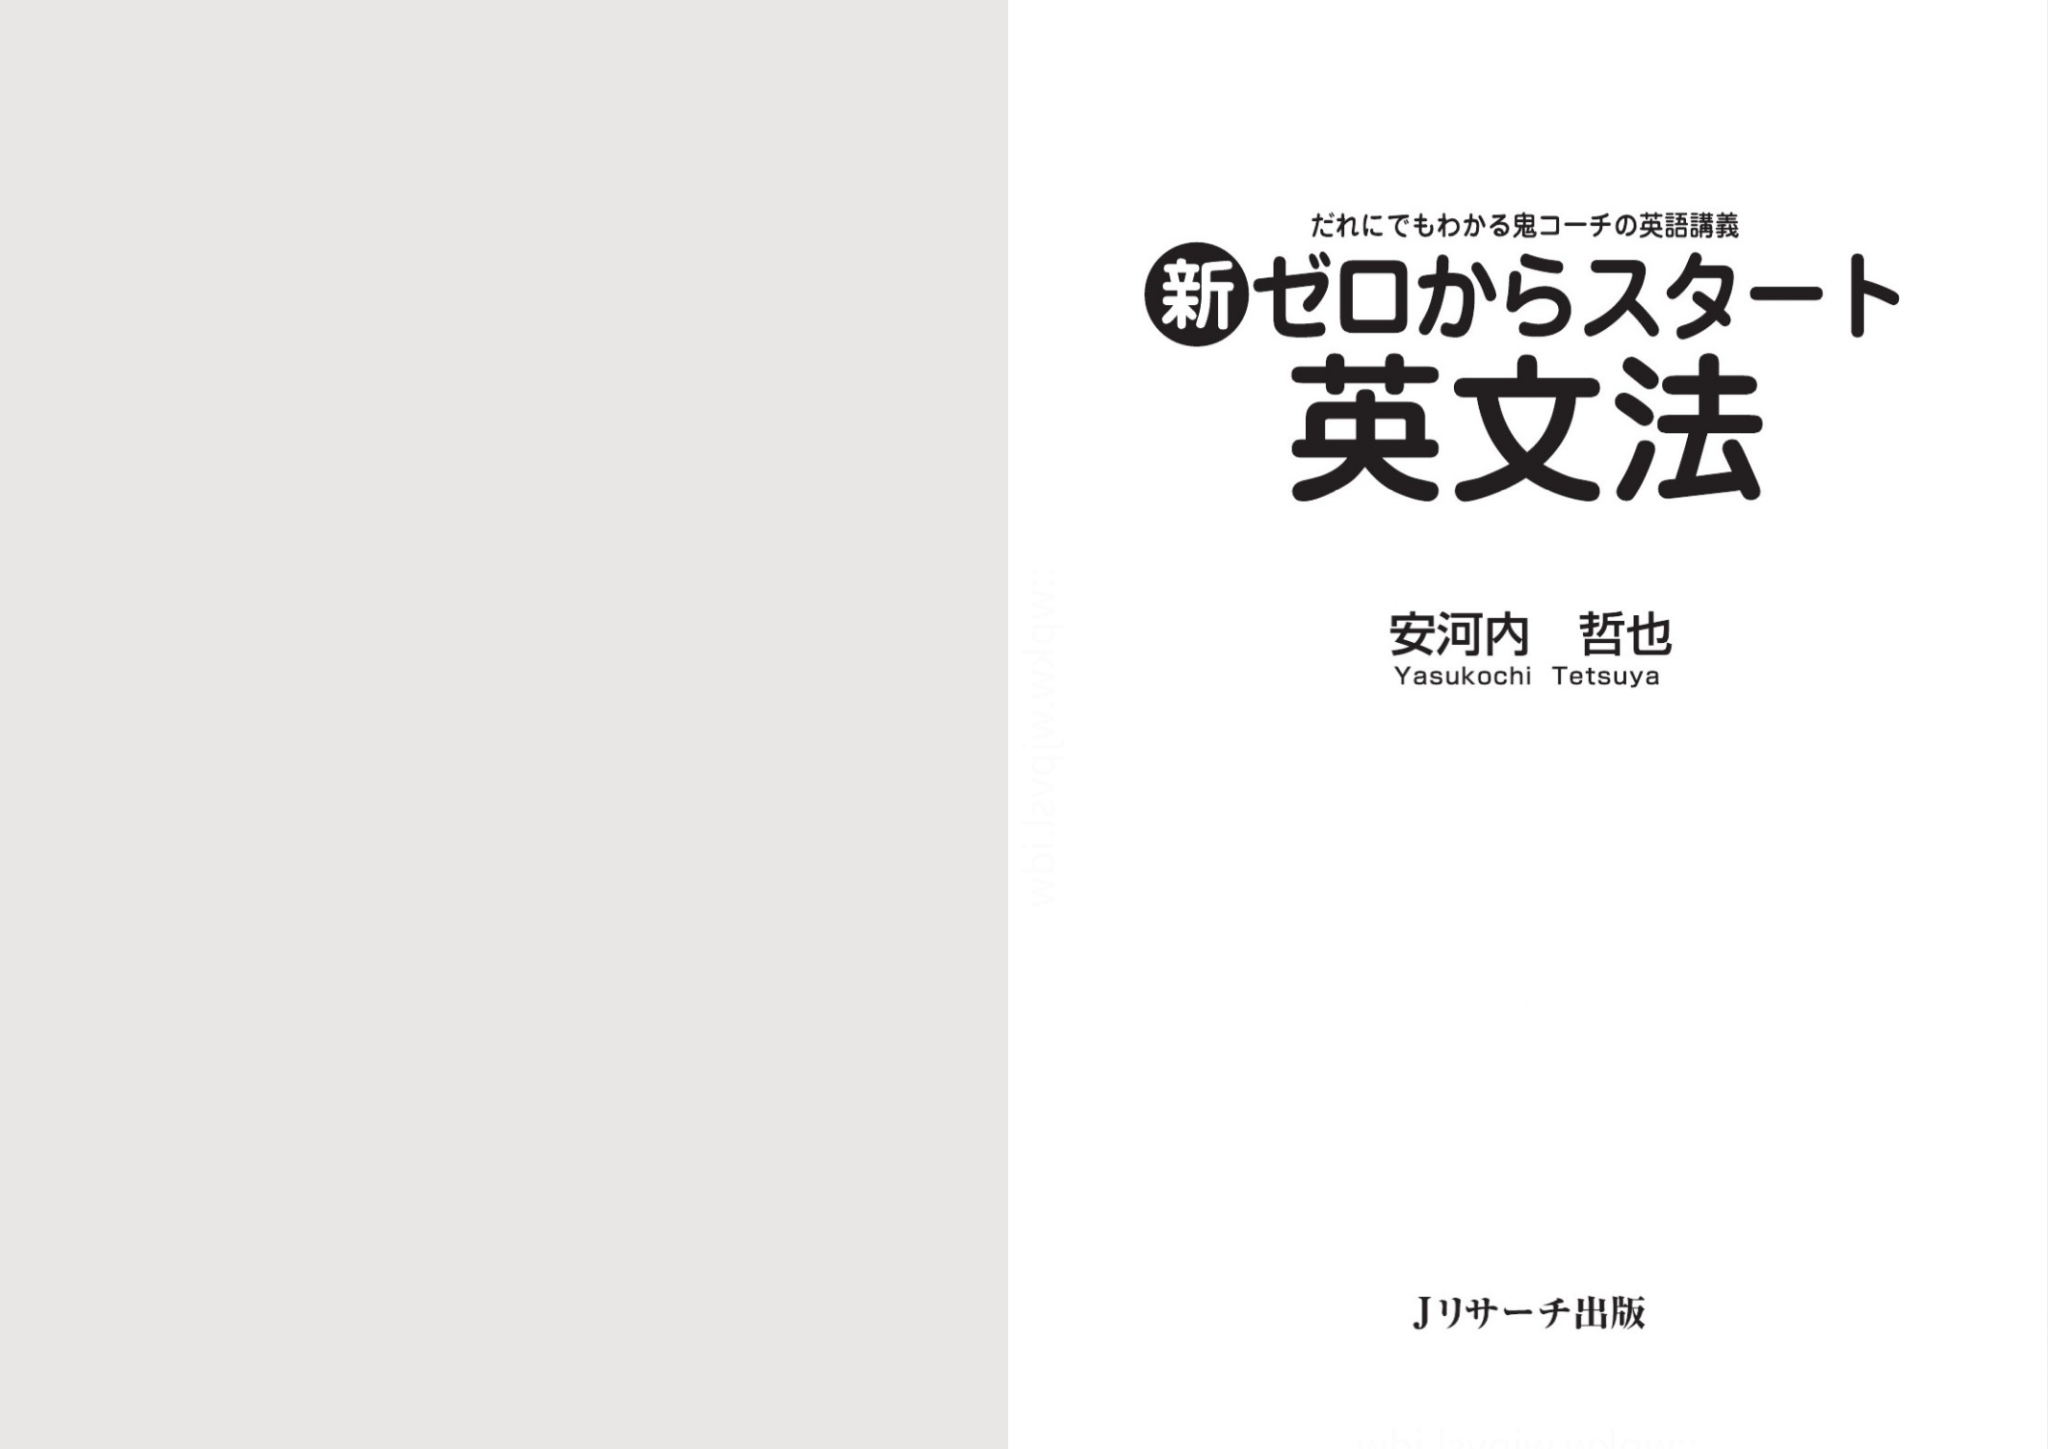 だれにでもわかる鬼コーチの英語講義
新ゼロからスタート
英文法
安河内 哲也
Yasukochi Tetsuya
Jリサーチ出版